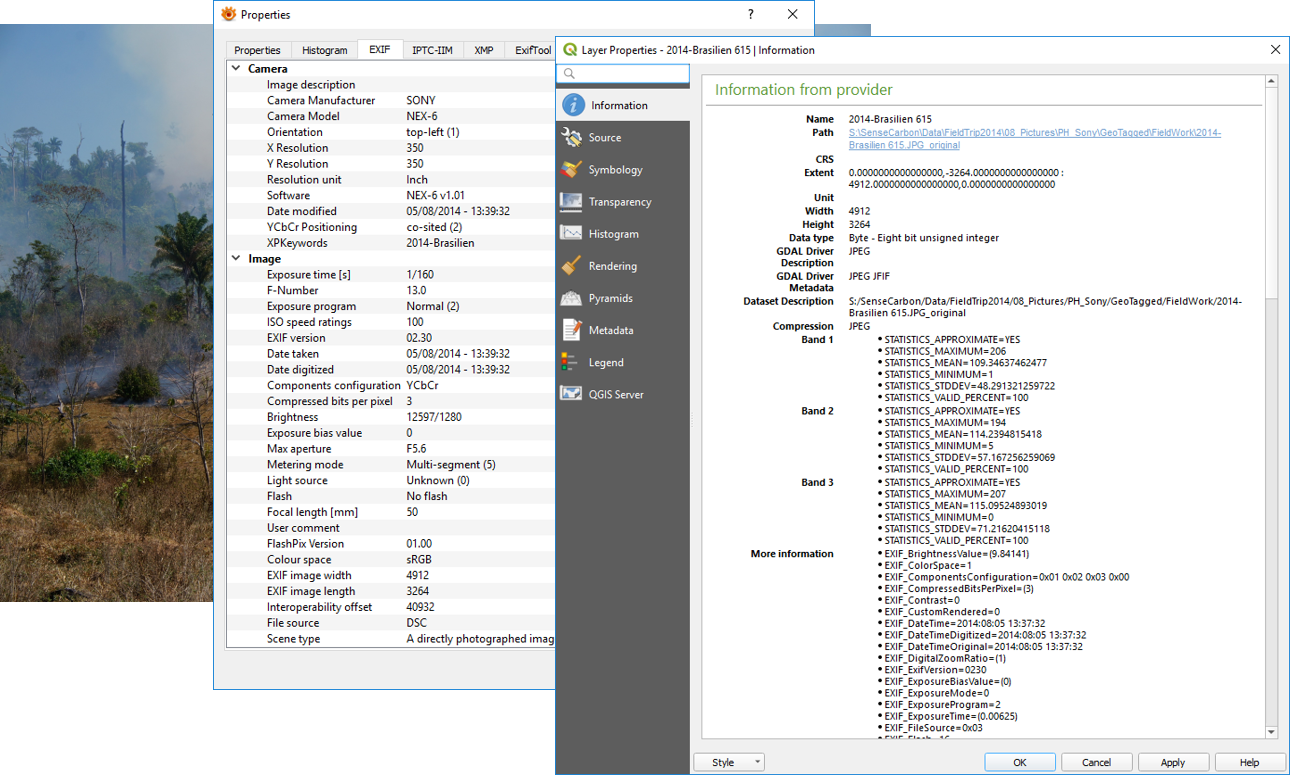 Properties
?
Properties Histogram EXIF IPTC-IIM XMP ExifTool
Camera
Image description
Camera Manufacturer SONY
Camera Model NEX-6
Orientation top-left (1)
X Resolution 350
Y Resolution 350
Resolution unit Inch
Software NEX-6 v1.01
Date modified 05/08/2014 - 13:39:32
YCbCr Positioning co-sited (2)
XPKeywords 2014-Brasilien
Image
Exposure time [s] 1/160
F-Number 13.0
Exposure program Normal (2)
ISO speed ratings 100
EXIF version 02.30
Date taken 05/08/2014 - 13:39:32
Date digitized 05/08/2014 - 13:39:32
Components configuration YCbCr
Compressed bits per pixel 3
Brightness 12597/1280
Exposure bias value 0
Max aperture F5.6
Metering mode Multi-segment (5)
Light source Unknown (0)
Flash No flash
Focal length [mm] 50
User comment
FlashPix Version 01.00
Colour space sRGB
EXIF image width 4912
EXIF image length 3264
Interoperability offset 40932
File source DSC
Scene type A directly photographed imag
Layer Properties - 2014-Brasilien 615 | Information
Information
Source
Symbology
Transparency
Histogram
Rendering
Pyramids
Metadata
Legend
QGIS Server
Information from provider
Name 2014-Brasilien 615
Path S:\SenseCarbon\Data\FieldTrip2014\08_Pictures\PH_Sony\GeoTagged\FieldWork\2014-
Brasilien 615.JPG_original
CRS
Extent 0.0000000000000000,-3264.0000000000000000 :
4912.0000000000000000,0.0000000000000000
Unit
Width 4912
Height 3264
Data type Byte - Eight bit unsigned integer
GDAL Driver JPEG
Description
GDAL Driver JPEG JFIF
Metadata
Dataset Description S:/SenseCarbon/Data/FieldTrip2014/08_Pictures/PH_Sony/GeoTagged/FieldWork/2014-
Brasilien 615.JPG_original
Compression JPEG
Band 1 • STATISTICS_APPROXIMATE=YES
• STATISTICS_MAXIMUM=206
• STATISTICS_MEAN=109.34637462477
• STATISTICS_MINIMUM=1
• STATISTICS_STDDEV=48.291321259722
• STATISTICS_VALID_PERCENT=100
Band 2 • STATISTICS_APPROXIMATE=YES
• STATISTICS_MAXIMUM=194
• STATISTICS_MEAN=114.2394815418
• STATISTICS_MINIMUM=5
• STATISTICS_STDDEV=57.167256259069
• STATISTICS_VALID_PERCENT=100
Band 3 • STATISTICS_APPROXIMATE=YES
• STATISTICS_MAXIMUM=207
• STATISTICS_MEAN=115.09524893019
• STATISTICS_MINIMUM=0
• STATISTICS_STDDEV=71.21620415118
• STATISTICS_VALID_PERCENT=100
More information • EXIF_BrightnessValue=(9.84141)
• EXIF_ColorSpace=1
• EXIF_ComponentsConfiguration=0x01 0x02 0x03 0x00
• EXIF_CompressedBitsPerPixel=(3)
• EXIF_Contrast=0
• EXIF_CustomRendered=0
• EXIF_DateTime=2014:08:05 13:37:32
• EXIF_DateTimeDigitized=2014:08:05 13:37:32
• EXIF_DateTimeOriginal=2014:08:05 13:37:32
• EXIF_DigitalZoomRatio=(1)
• EXIF_ExifVersion=0230
• EXIF_ExposureBiasValue=(0)
• EXIF_ExposureMode=0
• EXIF_ExposureProgram=2
• EXIF_ExposureTime=(0.00625)
• EXIF_FileSource=0x03
• EXIF_Flash=16
Style OK Cancel Apply Help